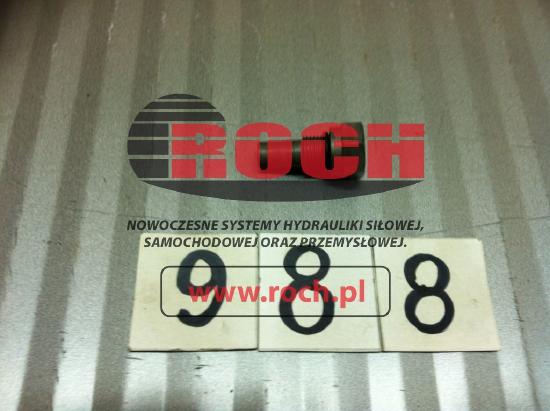 ROCH
NOWOCZESNE SYSTEMY HYDRAULIKI SIŁOWEJ,
SAMOCHODOWEJ ORAZ PRZEMYSŁOWEJ.
9 8 8
www.roch.pl